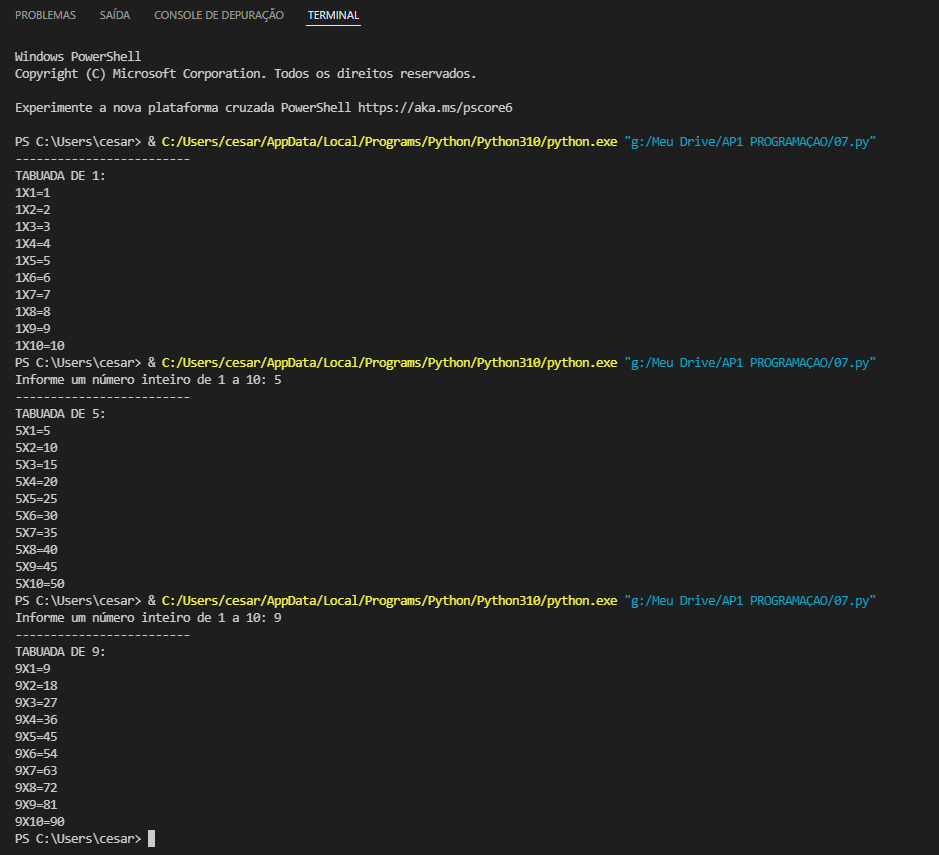 PROBLEMAS SAÍDA CONSOLE DE DEPURAÇÃO TERMINAL
Windows PowerShell
Copyright (C) Microsoft Corporation. Todos os direitos reservados.
Experimente a nova plataforma cruzada PowerShell https://aka.ms/pscore6
PS C:\Users\cesar> & C:/Users/cesar/AppData/Local/Programs/Python/Python310/python.exe "g:/Meu Drive/AP1 PROGRAMAÇAO/07.py"
-------------------------
TABUADA DE 1:
1X1=1
1X2=2
1X3=3
1X4=4
1X5=5
1X6=6
1X7=7
1X8=8
1X9=9
1X10=10
PS C:\Users\cesar> & C:/Users/cesar/AppData/Local/Programs/Python/Python310/python.exe "g:/Meu Drive/AP1 PROGRAMAÇAO/07.py"
Informe um número inteiro de 1 a 10: 5
-------------------------
TABUADA DE 5:
5X1=5
5X2=10
5X3=15
5X4=20
5X5=25
5X6=30
5X7=35
5X8=40
5X9=45
5X10=50
PS C:\Users\cesar> & C:/Users/cesar/AppData/Local/Programs/Python/Python310/python.exe "g:/Meu Drive/AP1 PROGRAMAÇAO/07.py"
Informe um número inteiro de 1 a 10: 9
-------------------------
TABUADA DE 9:
9X1=9
9X2=18
9X3=27
9X4=36
9X5=45
9X6=54
9X7=63
9X8=72
9X9=81
9X10=90
PS C:\Users\cesar>